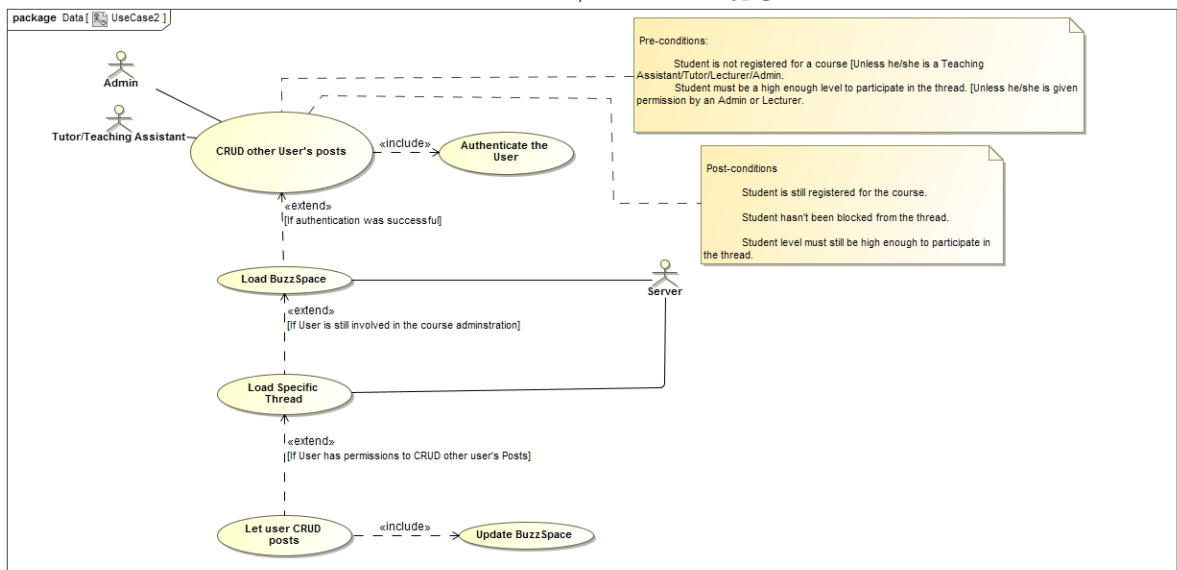 package Data [ UseCase2 ]
Admin
Tutor/Teaching Assistant
CRUD other User's posts
«include»
Authenticate the
User
Pre-conditions:
Student is not registered for a course [Unless he/she is a Teaching
Assistant/Tutor/Lecturer/Admin.
Student must be a high enough level to participate in the thread. [Unless he/she is given
permission by an Admin or Lecturer.
Post-conditions
Student is still registered for the course.
Student hasn't been blocked from the thread.
Student level must still be high enough to participate in
the thread.
«extend»
[If authentication was successful]
Load BuzzSpace
Server
«extend»
[If User is still involved in the course adminstration]
Load Specific
Thread
«extend»
[If User has permissions to CRUD other user's Posts]
Let user CRUD
posts
«include»
Update BuzzSpace